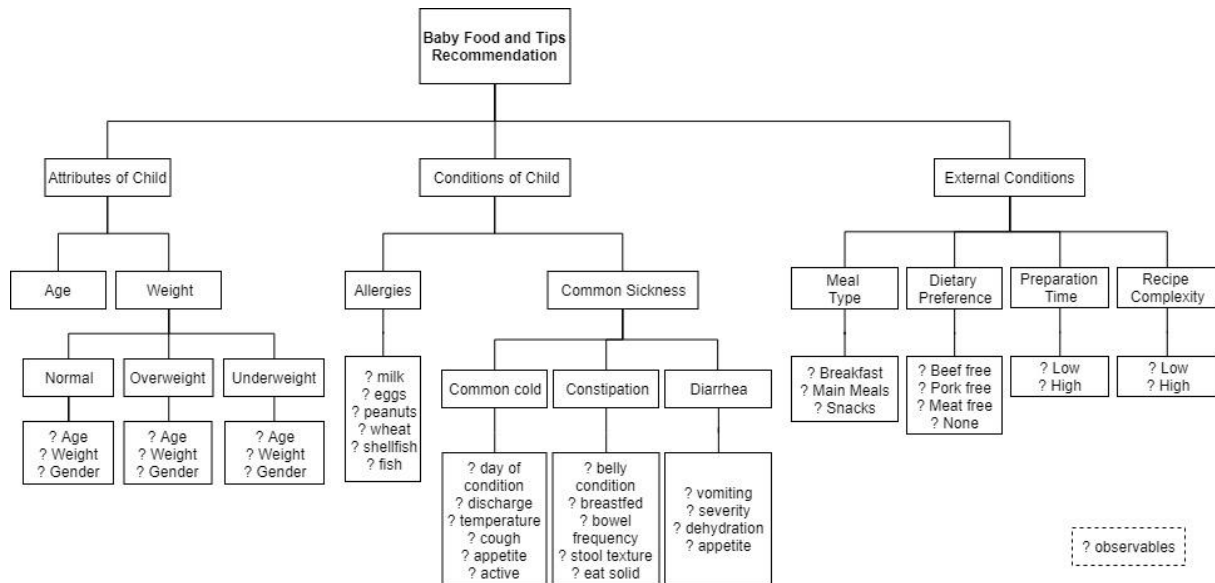 Baby Food and Tips
Recommendation
Attributes of Child
Conditions of Child
External Conditions
Age
Weight
Allergies
Common Sickness
Meal
Type
Dietary
Preference
Preparation
Time
Recipe
Complexity
Normal
Overweight
Underweight
? milk
? eggs
? peanuts
? wheat
? shellfish
? fish
Common cold
Constipation
Diarrhea
? Breakfast
? Main Meals
? Snacks
? Beef free
? Pork free
? Meat free
? None
? Low
? High
? Low
? High
? Age
? Weight
? Gender
? Age
? Weight
? Gender
? Age
? Weight
? Gender
? day of
condition
? discharge
? temperature
? cough
? appetite
? active
? belly
condition
? breastfed
? bowel
frequency
? stool texture
? eat solid
? vomiting
? severity
? dehydration
? appetite
? observables